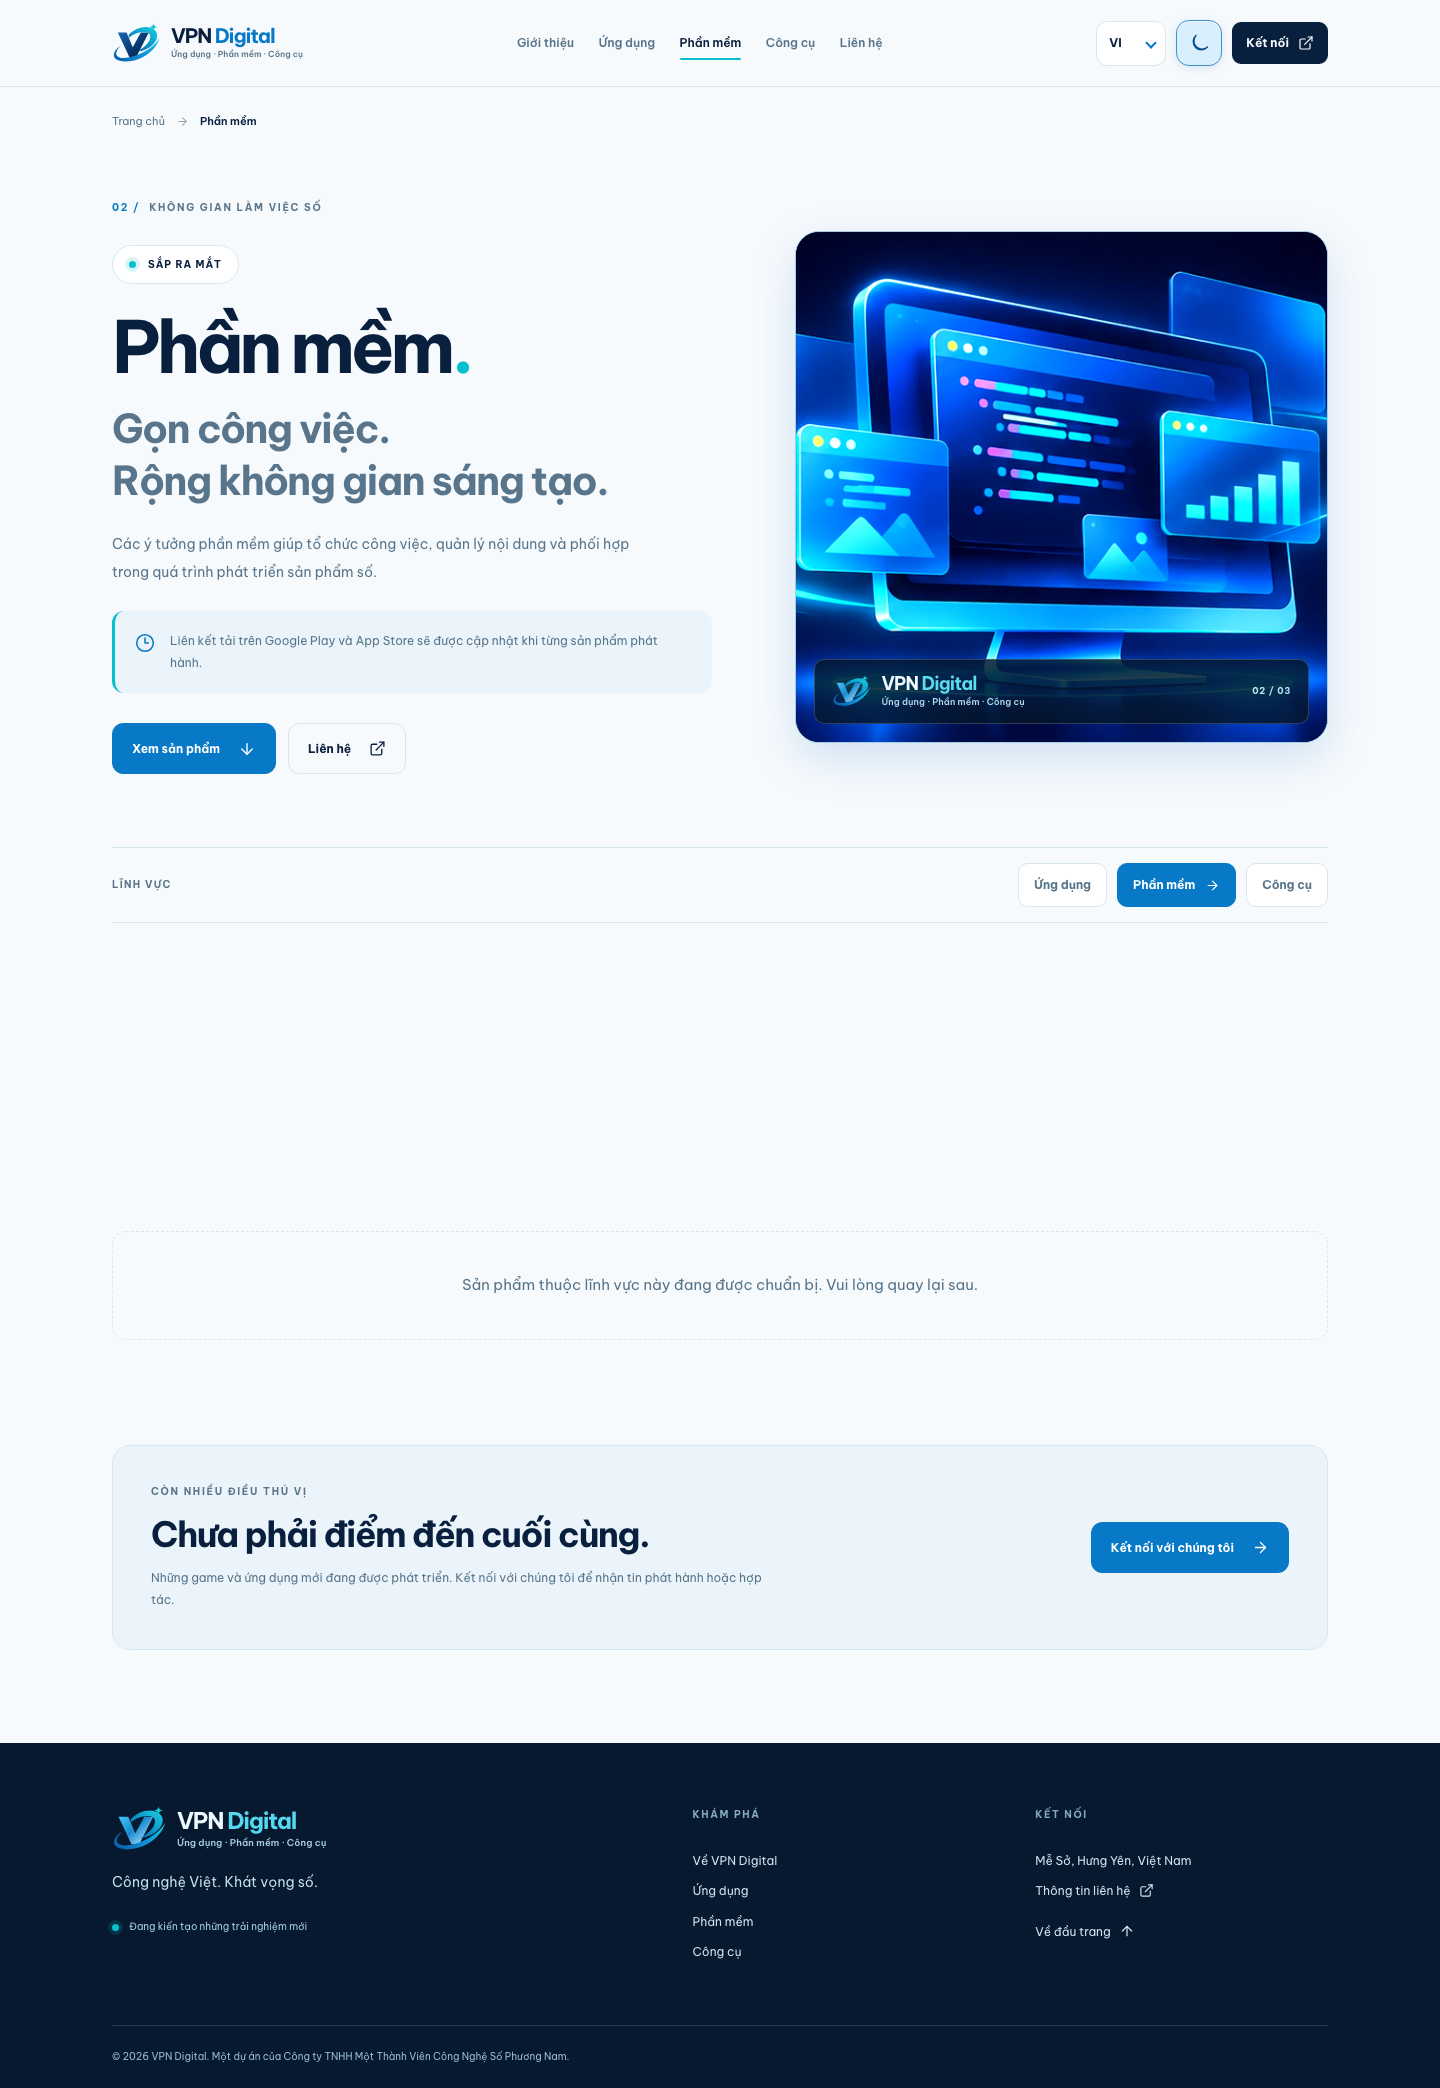 VPN Digital
Ứng dụng · Phần mềm · Công cụ
Giới thiệu
Ứng dụng
Phần mềm
Công cụ
Liên hệ
VI
Kết nối
Trang chủ
Phần mềm
02 / KHÔNG GIAN LÀM VIỆC SỐ
SẮP RA MẮT
Phần mềm.
Gọn công việc.
Rộng không gian sáng tạo.
Các ý tưởng phần mềm giúp tổ chức công việc, quản lý nội dung và phối hợp
trong quá trình phát triển sản phẩm số.
Liên kết tải trên Google Play và App Store sẽ được cập nhật khi từng sản phẩm phát
hành.
Xem sản phẩm
Liên hệ
VPN Digital
Ứng dụng · Phần mềm · Công cụ
02 / 03
LĨNH VỰC
Ứng dụng
Phần mềm
Công cụ
Sản phẩm thuộc lĩnh vực này đang được chuẩn bị. Vui lòng quay lại sau.
CÒN NHIỀU ĐIỀU THÚ VỊ
Chưa phải điểm đến cuối cùng.
Những game và ứng dụng mới đang được phát triển. Kết nối với chúng tôi để nhận tin phát hành hoặc hợp
tác.
Kết nối với chúng tôi
VPN Digital
Ứng dụng · Phần mềm · Công cụ
Công nghệ Việt. Khát vọng số.
Đang kiến tạo những trải nghiệm mới
KHÁM PHÁ
Về VPN Digital
Ứng dụng
Phần mềm
Công cụ
KẾT NỐI
Mễ Sở, Hưng Yên, Việt Nam
Thông tin liên hệ
Về đầu trang
© 2026 VPN Digital. Một dự án của Công ty TNHH Một Thành Viên Công Nghệ Số Phương Nam.